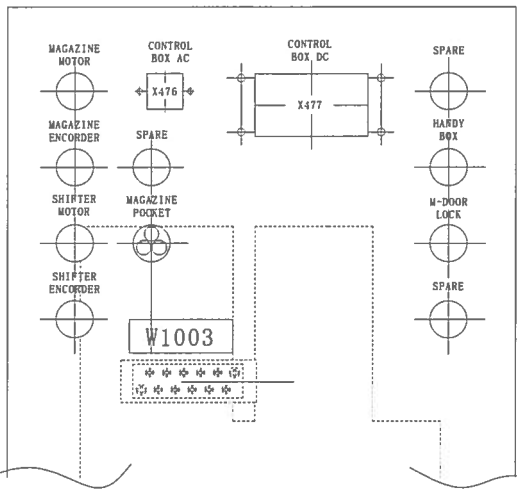 MAGAZINE
MOTOR
CONTROL
BOX AC
CONTROL
BOX DC
SPARE
X476
X477
MAGAZINE
ENCORDER
SPARE
HANDY
BOX
SHIFTER
MOTOR
MAGAZINE
POCKET
M-DOOR
LOCK
SHIFTER
ENCORDER
SPARE
W1003